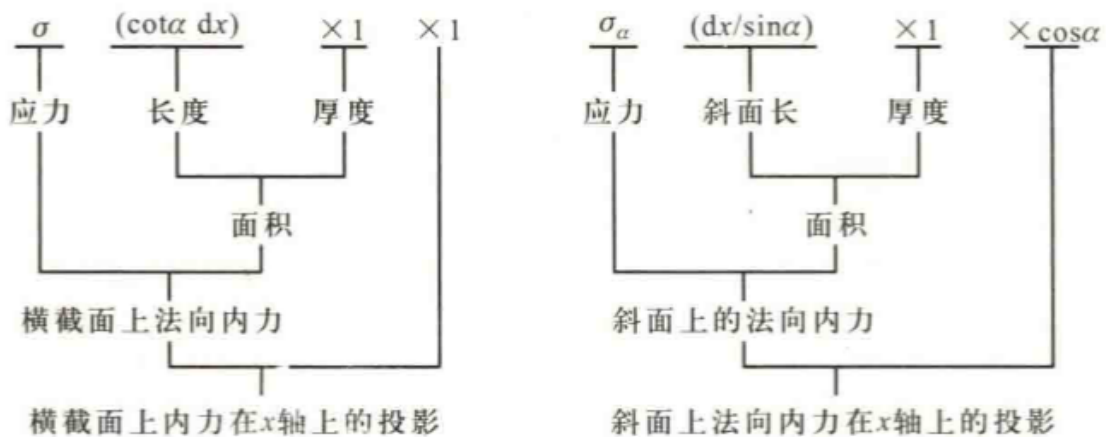 σ (cotα dx) ×1 ×1 σα (dx/sinα) ×1 ×cosα
应力 长度 厚度 应力 斜面长 厚度
面积 面积
横截面上法向内力 斜面上的法向内力
横截面上内力在x轴上的投影 斜面上法向内力在x轴上的投影